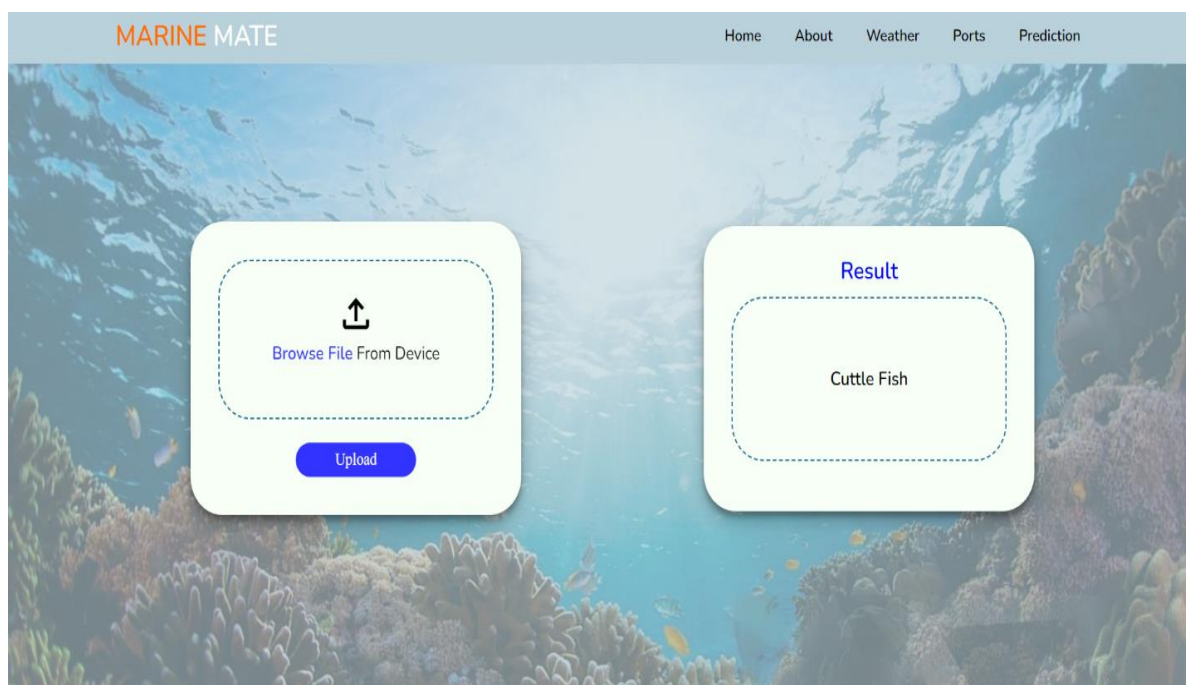 MARINE MATE
Home About Weather Ports Prediction
Browse File From Device
Upload
Result
Cuttle Fish